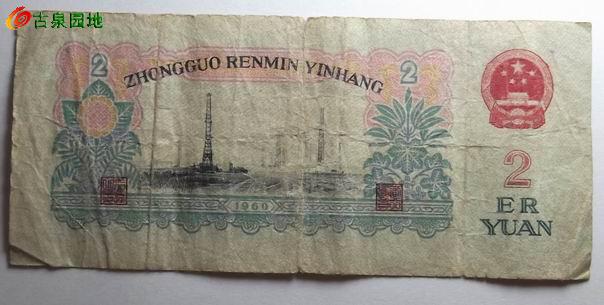 古泉园地
ZHONGGUO RENMIN YINHANG
2
2
1960
2
ER
YUAN